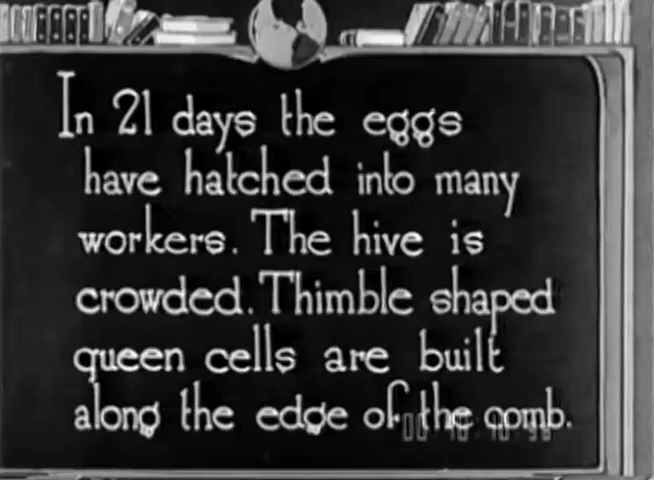 In 21 days the eggs
have hatched into many
workers. The hive is
crowded. Thimble shaped
queen cells are built
along the edge of the comb.